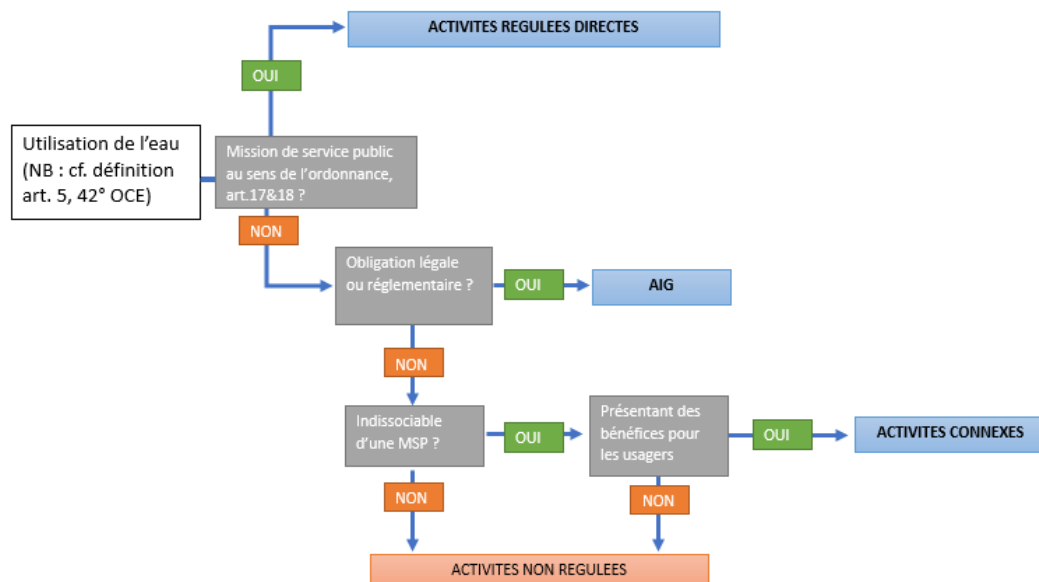 ACTIVITES REGULEES DIRECTES
OUI
Utilisation de l'eau
(NB : cf. définition
art. 5, 42° OCE)
Mission de service public
au sens de l'ordonnance,
art.17&18 ?
NON
Obligation légale
ou réglementaire ?
OUI
AIG
NON
Indissociable
d'une MSP ?
OUI
Présentant des
bénéfices pour
les usagers
OUI
ACTIVITES CONNEXES
NON
NON
ACTIVITES NON REGULEES